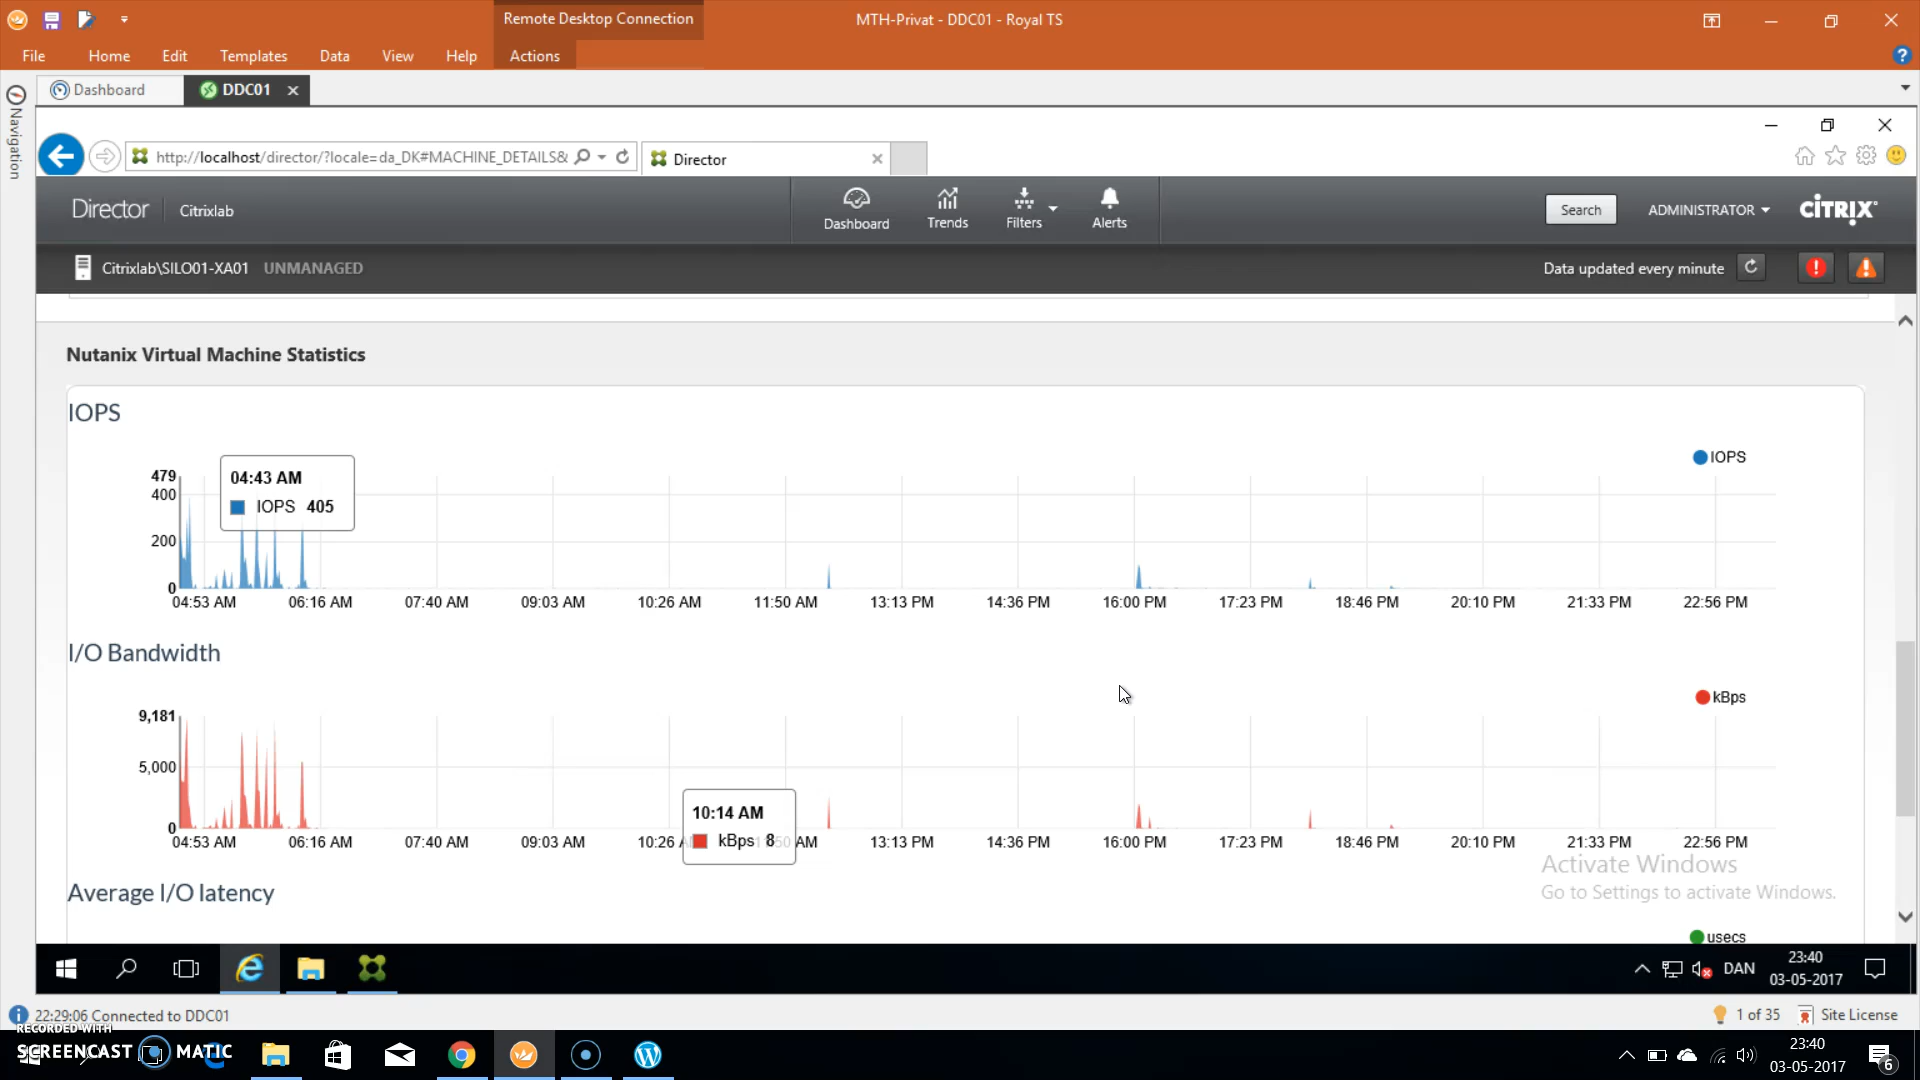 Remote Desktop Connection
MTH-Privat - DDC01 - Royal TS
File Home Edit Templates Data View Help Actions
Navigation
Dashboard
DDC01
http://localhost/director/?locale=da_DK#MACHINE_DETAILS&
Director
Director
Citrixlab
Dashboard
Trends
Filters
Alerts
Search
ADMINISTRATOR
CİTRIX
Citrixlab\SILO01-XA01 UNMANAGED
Data updated every minute
Nutanix Virtual Machine Statistics
IOPS
IOPS
04:43 AM
IOPS 405
479
400
200
0
04:53 AM 06:16 AM 07:40 AM 09:03 AM 10:26 AM 11:50 AM 13:13 PM 14:36 PM 16:00 PM 17:23 PM 18:46 PM 20:10 PM 21:33 PM 22:56 PM
I/O Bandwidth
kBps
9,181
5,000
0
10:14 AM
kBps 8
04:53 AM 06:16 AM 07:40 AM 09:03 AM 10:26 A 50 AM 13:13 PM 14:36 PM 16:00 PM 17:23 PM 18:46 PM 20:10 PM 21:33 PM 22:56 PM
Activate Windows
Go to Settings to activate Windows.
Average I/O latency
usecs
DAN
23:40
03-05-2017
22:29:06 Connected to DDC01
1 of 35
Site License
RECORDED WITH
SCREENCAST MATIC
23:40
03-05-2017
6